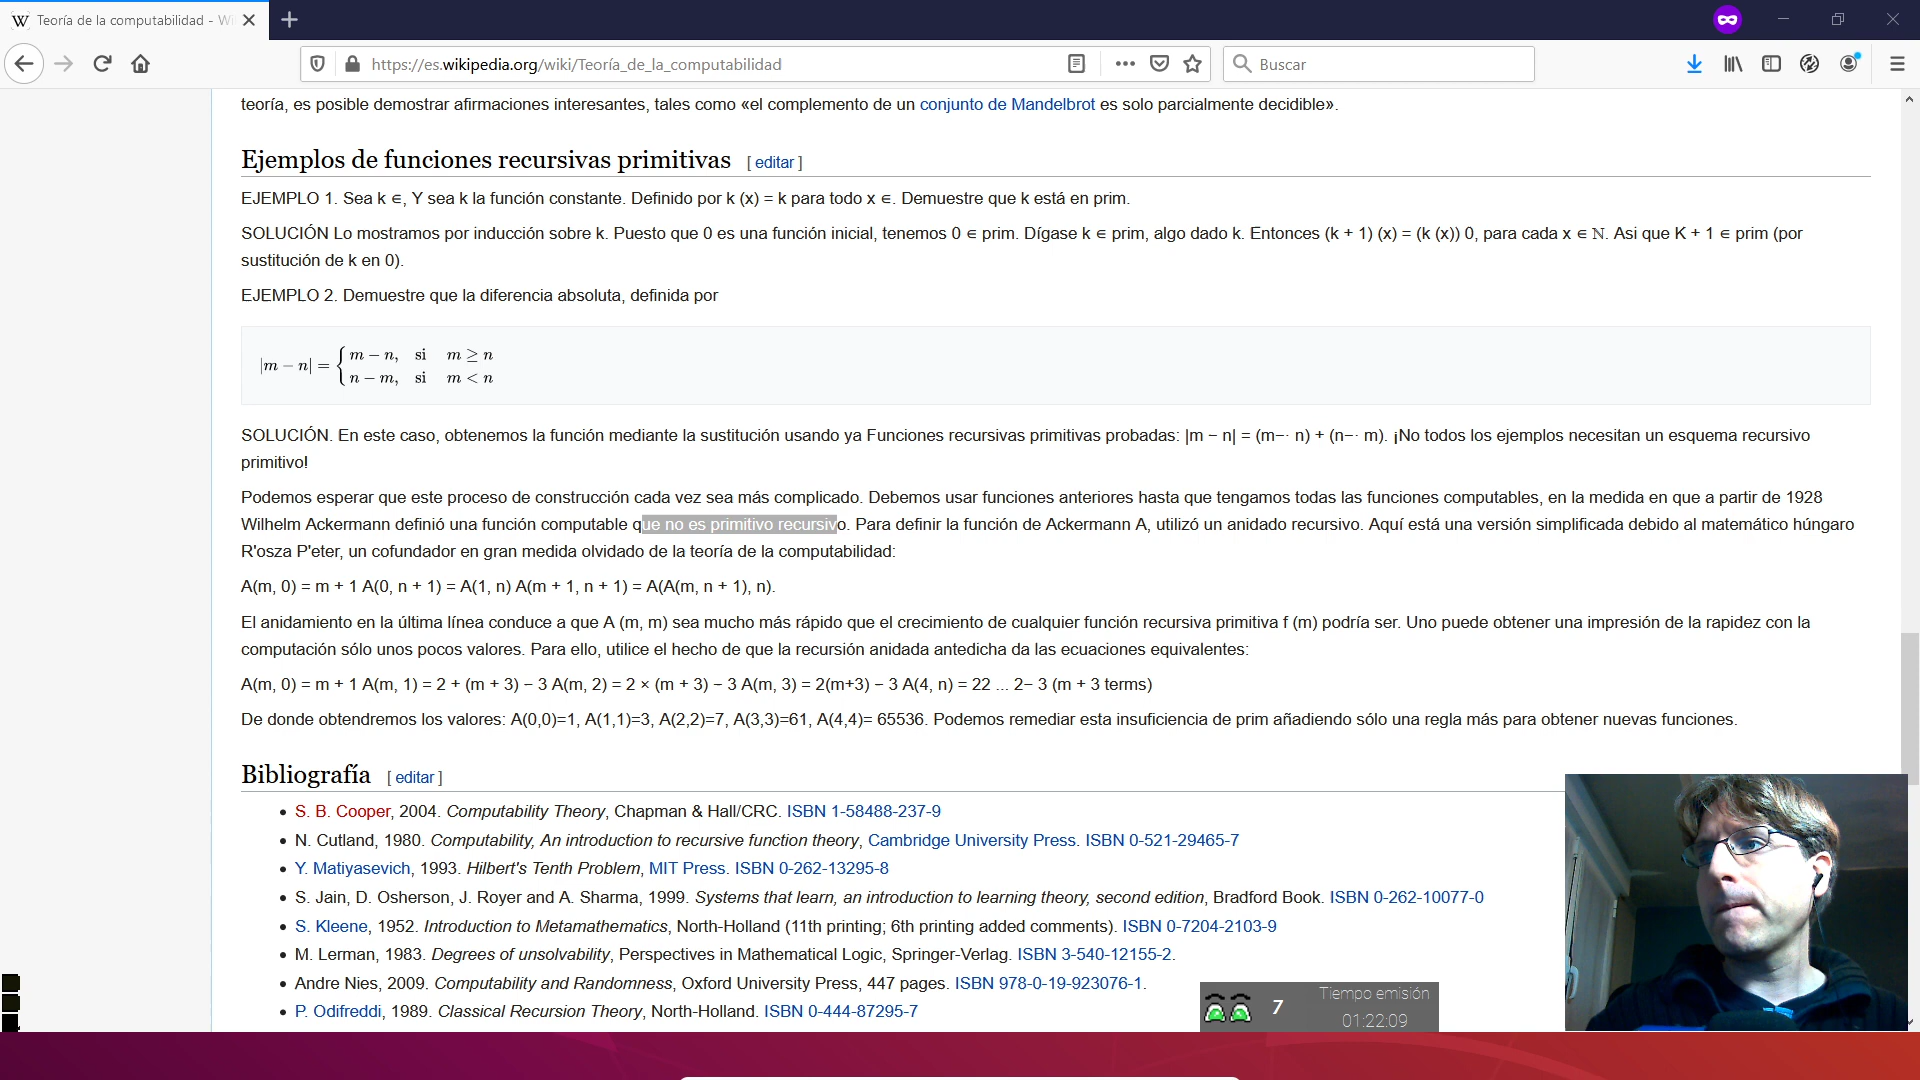 Teoría de la computabilidad - Wi
https://es.wikipedia.org/wiki/Teoría_de_la_computabilidad
Buscar
teoría, es posible demostrar afirmaciones interesantes, tales como «el complemento de un conjunto de Mandelbrot es solo parcialmente decidible».
Ejemplos de funciones recursivas primitivas [ editar ]
EJEMPLO 1. Sea k ∈, Y sea k la función constante. Definido por k (x) = k para todo x ∈. Demuestre que k está en prim.
SOLUCIÓN Lo mostramos por inducción sobre k. Puesto que 0 es una función inicial, tenemos 0 ∈ prim. Dígase k ∈ prim, algo dado k. Entonces (k + 1) (x) = (k (x)) 0, para cada x ∈ ℕ. Asi que K + 1 ∈ prim (por
sustitución de k en 0).
EJEMPLO 2. Demuestre que la diferencia absoluta, definida por
|m − n| = { m − n, si m ≥ n
n − m, si m < n
SOLUCIÓN. En este caso, obtenemos la función mediante la sustitución usando ya Funciones recursivas primitivas probadas: |m − n| = (m−· n) + (n−· m). ¡No todos los ejemplos necesitan un esquema recursivo
primitivo!
Podemos esperar que este proceso de construcción cada vez sea más complicado. Debemos usar funciones anteriores hasta que tengamos todas las funciones computables, en la medida en que a partir de 1928
Wilhelm Ackermann definió una función computable que no es primitivo recursivo. Para definir la función de Ackermann A, utilizó un anidado recursivo. Aquí está una versión simplificada debido al matemático húngaro
R'osza P'eter, un cofundador en gran medida olvidado de la teoría de la computabilidad:
A(m, 0) = m + 1 A(0, n + 1) = A(1, n) A(m + 1, n + 1) = A(A(m, n + 1), n).
El anidamiento en la última línea conduce a que A (m, m) sea mucho más rápido que el crecimiento de cualquier función recursiva primitiva f (m) podría ser. Uno puede obtener una impresión de la rapidez con la
computación sólo unos pocos valores. Para ello, utilice el hecho de que la recursión anidada antedicha da las ecuaciones equivalentes:
A(m, 0) = m + 1 A(m, 1) = 2 + (m + 3) − 3 A(m, 2) = 2 × (m + 3) − 3 A(m, 3) = 2(m+3) − 3 A(4, n) = 22 ... 2− 3 (m + 3 terms)
De donde obtendremos los valores: A(0,0)=1, A(1,1)=3, A(2,2)=7, A(3,3)=61, A(4,4)= 65536. Podemos remediar esta insuficiencia de prim añadiendo sólo una regla más para obtener nuevas funciones.
Bibliografía [ editar ]
• S. B. Cooper, 2004. Computability Theory, Chapman & Hall/CRC. ISBN 1-58488-237-9
• N. Cutland, 1980. Computability, An introduction to recursive function theory, Cambridge University Press. ISBN 0-521-29465-7
• Y. Matiyasevich, 1993. Hilbert's Tenth Problem, MIT Press. ISBN 0-262-13295-8
• S. Jain, D. Osherson, J. Royer and A. Sharma, 1999. Systems that learn, an introduction to learning theory, second edition, Bradford Book. ISBN 0-262-10077-0
• S. Kleene, 1952. Introduction to Metamathematics, North-Holland (11th printing; 6th printing added comments). ISBN 0-7204-2103-9
• M. Lerman, 1983. Degrees of unsolvability, Perspectives in Mathematical Logic, Springer-Verlag. ISBN 3-540-12155-2.
• Andre Nies, 2009. Computability and Randomness, Oxford University Press, 447 pages. ISBN 978-0-19-923076-1.
• P. Odifreddi, 1989. Classical Recursion Theory, North-Holland. ISBN 0-444-87295-7
7 Tiempo emisión
01:22:09